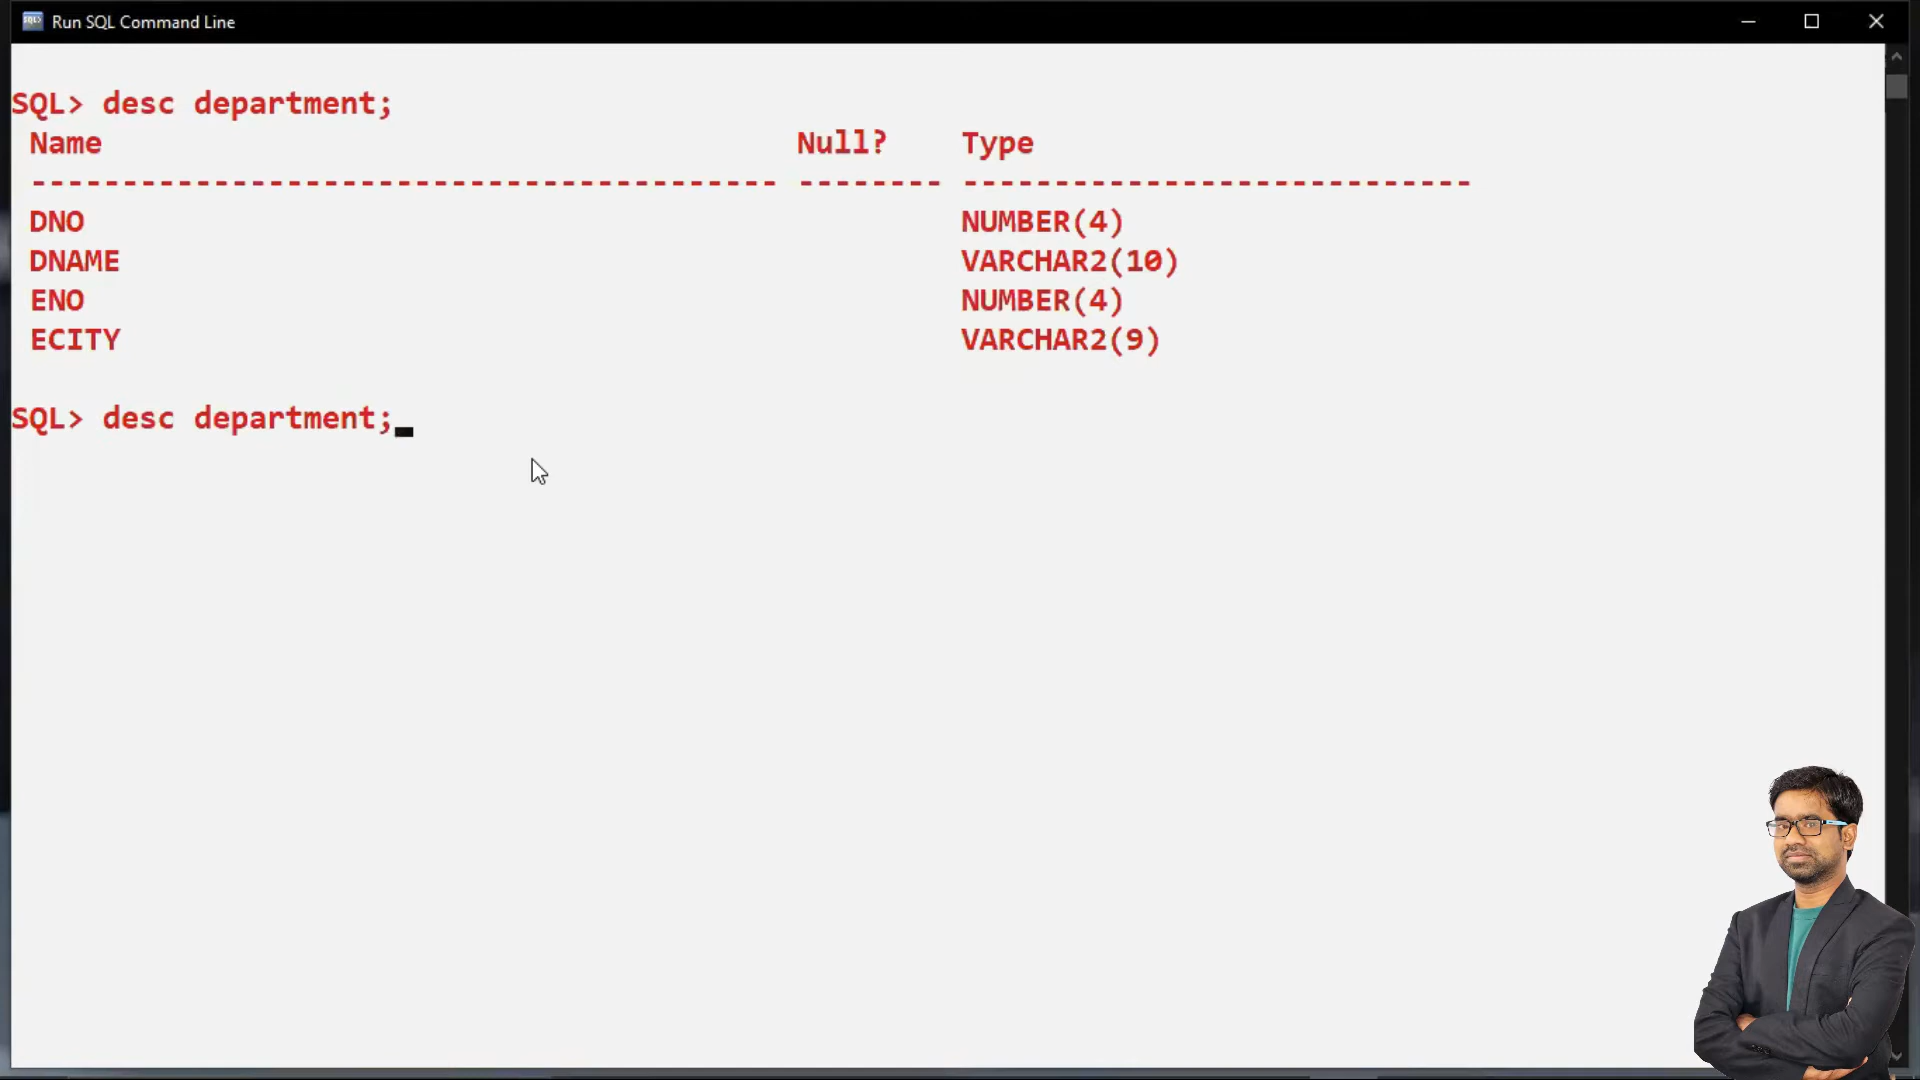 Run SQL Command Line
SQL> desc department;
Name Null? Type
----------------------------------------- -------- ----------------------------
DNO NUMBER(4)
DNAME VARCHAR2(10)
ENO NUMBER(4)
ECITY VARCHAR2(9)
SQL> desc department;